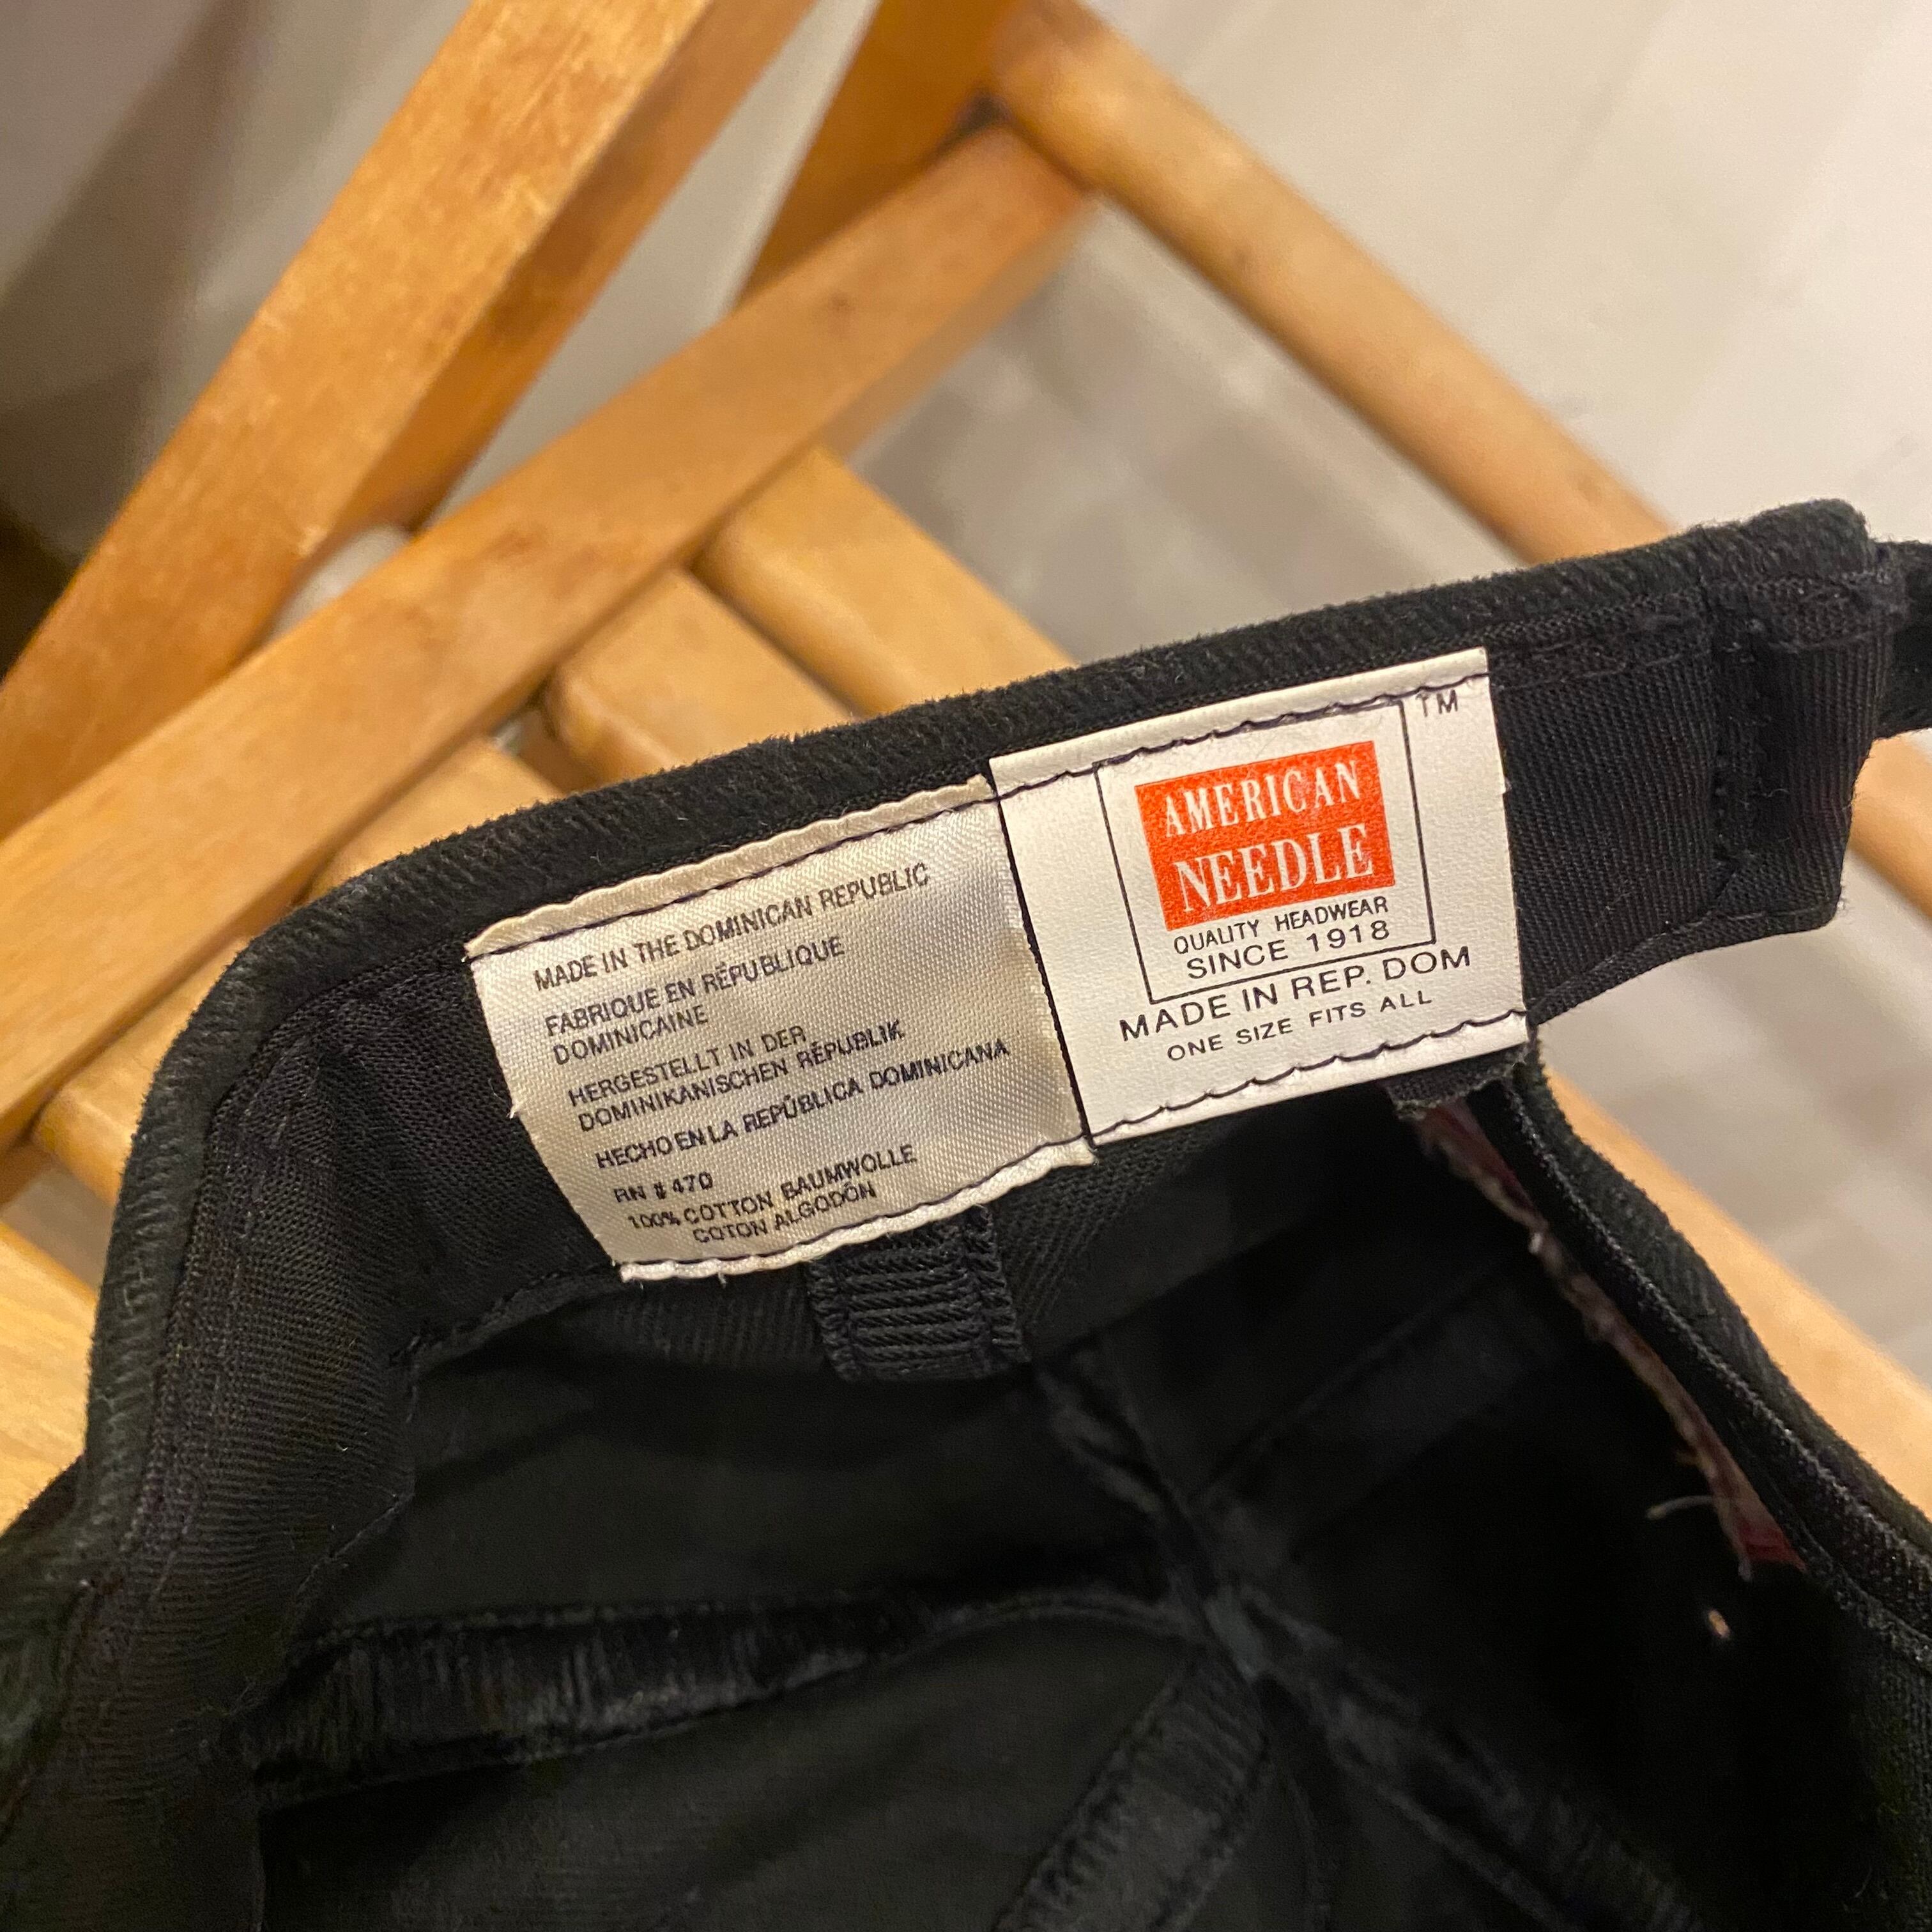 MADE IN THE DOMINICAN REPUBLIC
FABRIQUE EN RÉPUBLIQUE
DOMINICAINE
HERGESTELLT IN DER
DOMINIKANISCHEN RÉPUBLIK
HECHO EN LA REPÚBLICA DOMINICANA
RN # 470
100% COTTON BAUMWOLLE
COTON ALGODÓN
TM
AMERICAN
NEEDLE
QUALITY HEADWEAR
SINCE 1918
MADE IN REP. DOM
ONE SIZE FITS ALL